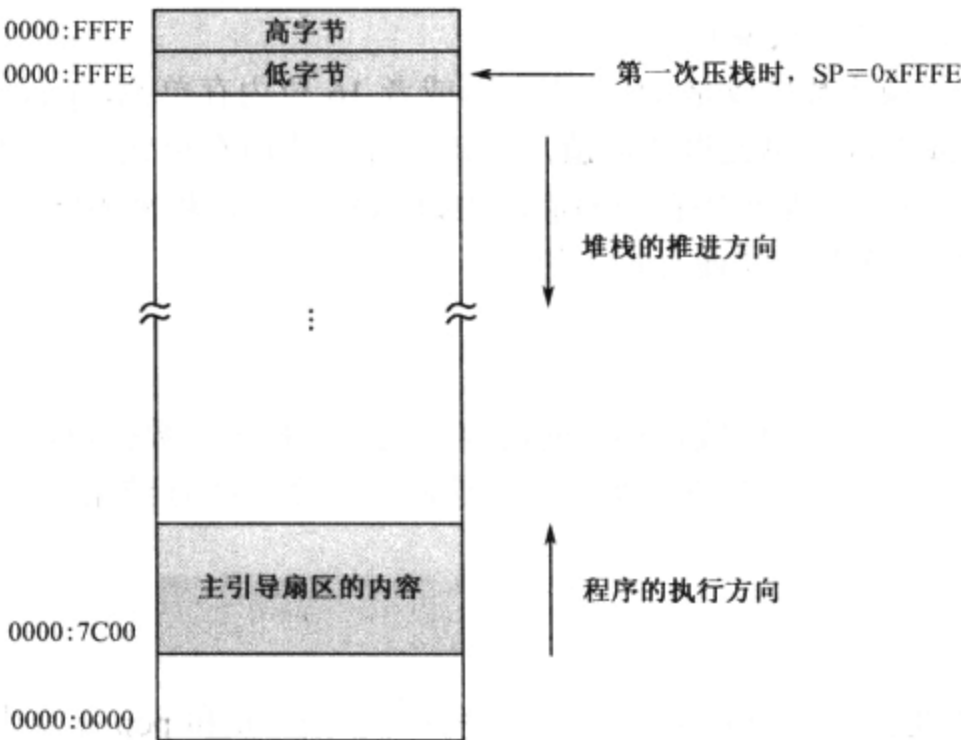 0000:FFFF 高字节
0000:FFFE 低字节 第一次压栈时，SP＝0xFFFE
堆栈的推进方向
⋮
主引导扇区的内容 程序的执行方向
0000:7C00
0000:0000